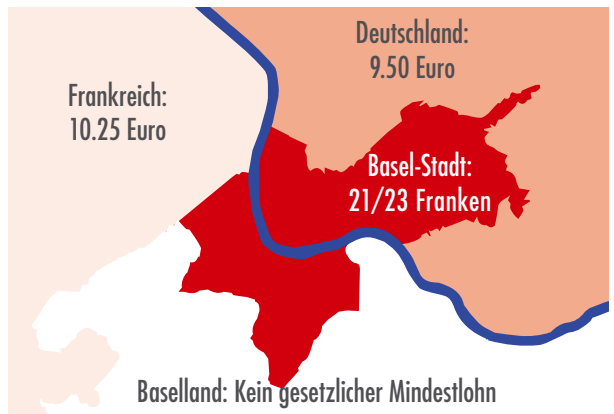 Deutschland:
9.50 Euro
Frankreich:
10.25 Euro
Basel-Stadt:
21/23 Franken
Baselland: Kein gesetzlicher Mindestlohn